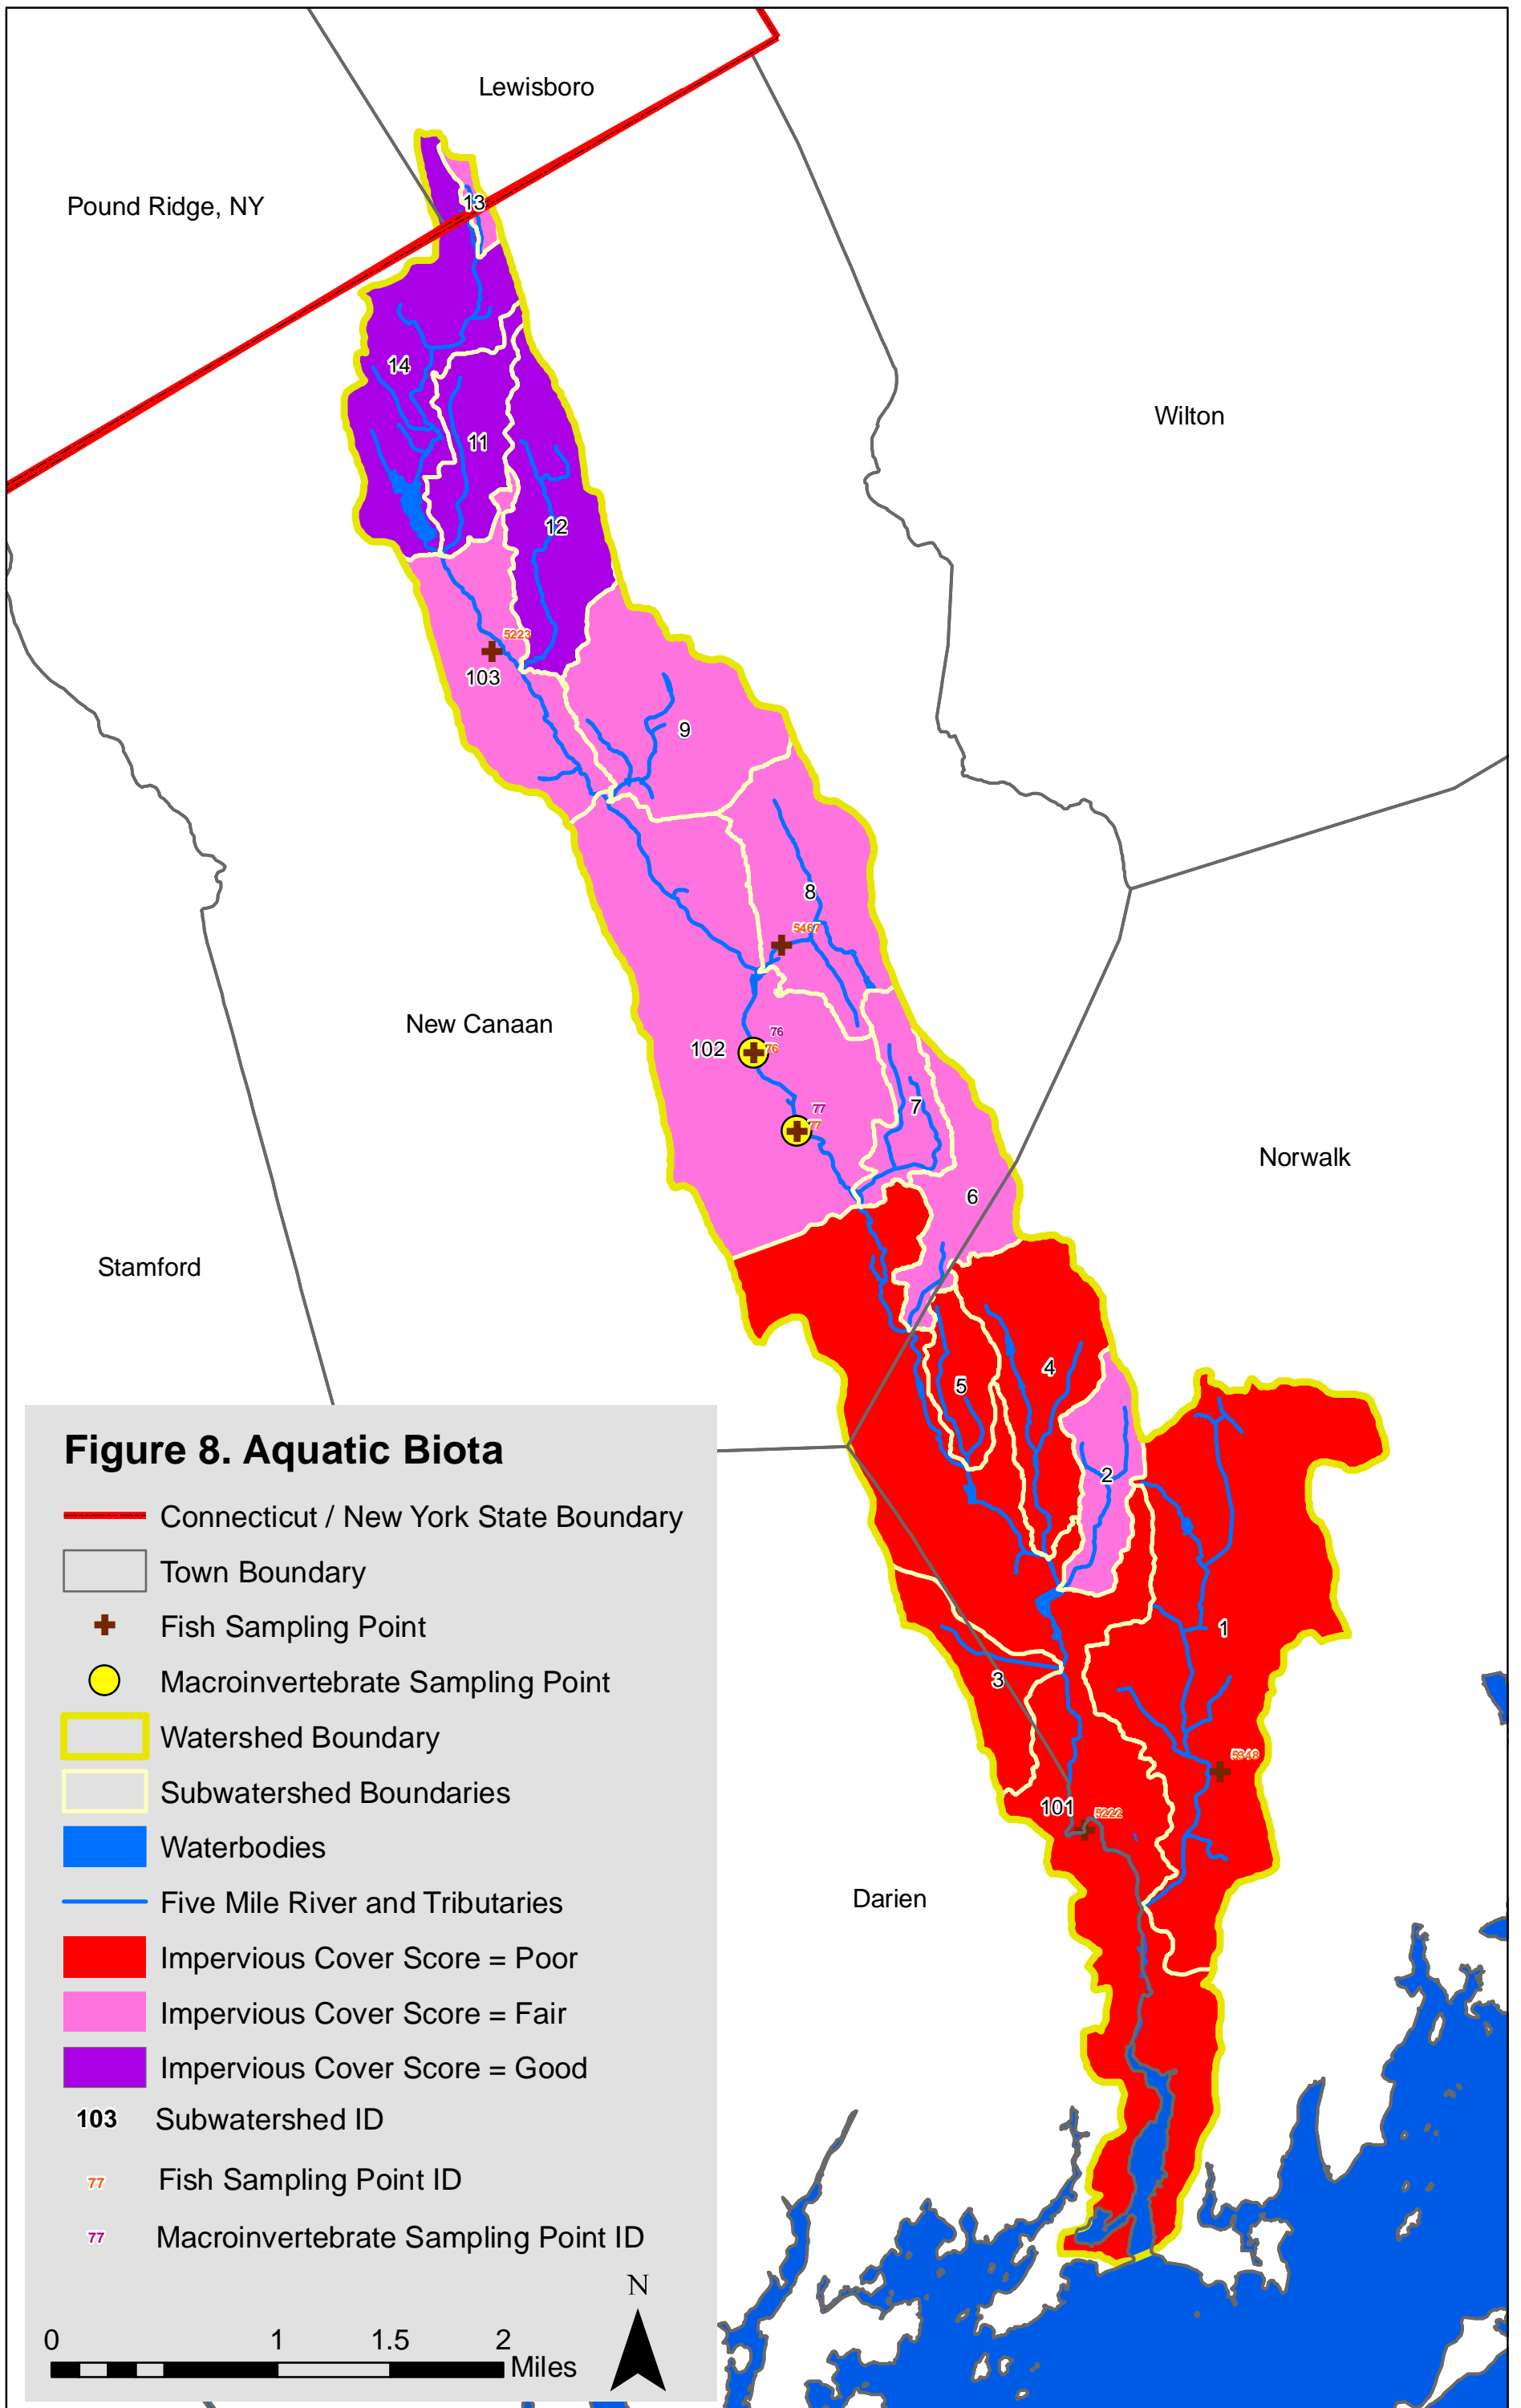 Lewisboro
Pound Ridge, NY
13
14
Wilton
11
12
5223
103
9
8
5467
New Canaan
76
102
76
77
7
77
Norwalk
6
Stamford
4
5
2
1
3
5348
101
5222
Darien
Figure 8. Aquatic Biota
Connecticut / New York State Boundary
Town Boundary
Fish Sampling Point
Macroinvertebrate Sampling Point
Watershed Boundary
Subwatershed Boundaries
Waterbodies
Five Mile River and Tributaries
Impervious Cover Score = Poor
Impervious Cover Score = Fair
Impervious Cover Score = Good
103 Subwatershed ID
77 Fish Sampling Point ID
77 Macroinvertebrate Sampling Point ID
N
0 1 1.5 2
Miles